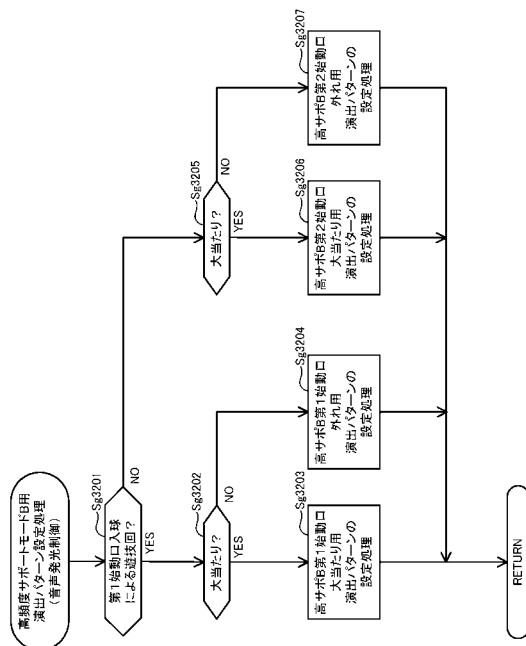 高頻度サポートモードB用
演出パターン設定処理
(音声発光制御)
Sg3201
第1始動口入球
による遊技回?
NO
YES
Sg3202
大当たり?
NO
YES
Sg3203
高サポB第1始動口
大当たり用
演出パターンの
設定処理
Sg3204
高サポB第1始動口
外れ用
演出パターンの
設定処理
Sg3205
大当たり?
NO
YES
Sg3206
高サポB第2始動口
大当たり用
演出パターンの
設定処理
Sg3207
高サポB第2始動口
外れ用
演出パターンの
設定処理
RETURN